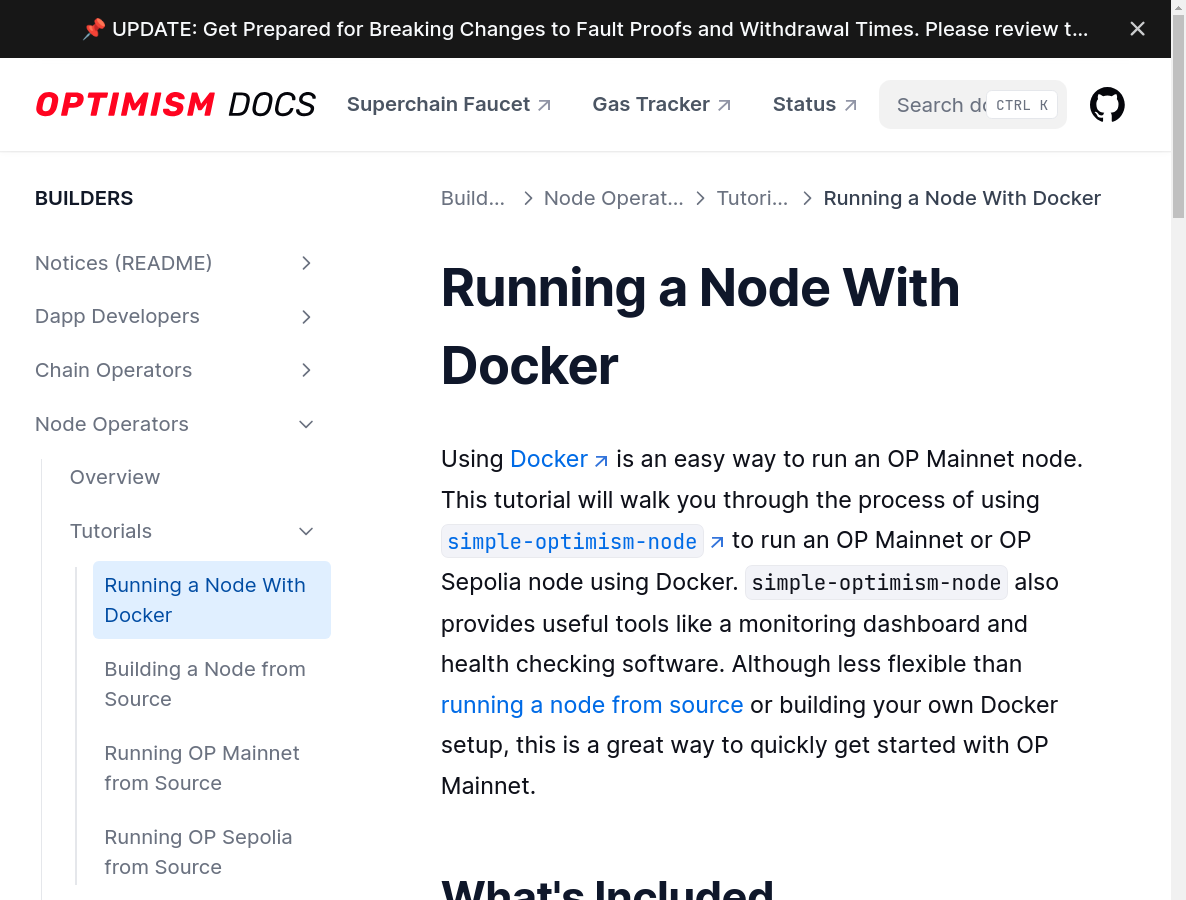 📌 UPDATE: Get Prepared for Breaking Changes to Fault Proofs and Withdrawal Times. Please review t...
OPTIMISM DOCS
Superchain Faucet
Gas Tracker
Status
Search do
CTRL K
BUILDERS
Notices (README)
Dapp Developers
Chain Operators
Node Operators
Overview
Tutorials
Running a Node With
Docker
Building a Node from
Source
Running OP Mainnet
from Source
Running OP Sepolia
from Source
Build... > Node Operat... > Tutori... > Running a Node With Docker
Running a Node With
Docker
Using Docker is an easy way to run an OP Mainnet node.
This tutorial will walk you through the process of using
simple-optimism-node to run an OP Mainnet or OP
Sepolia node using Docker. simple-optimism-node also
provides useful tools like a monitoring dashboard and
health checking software. Although less flexible than
running a node from source or building your own Docker
setup, this is a great way to quickly get started with OP
Mainnet.
What's Included